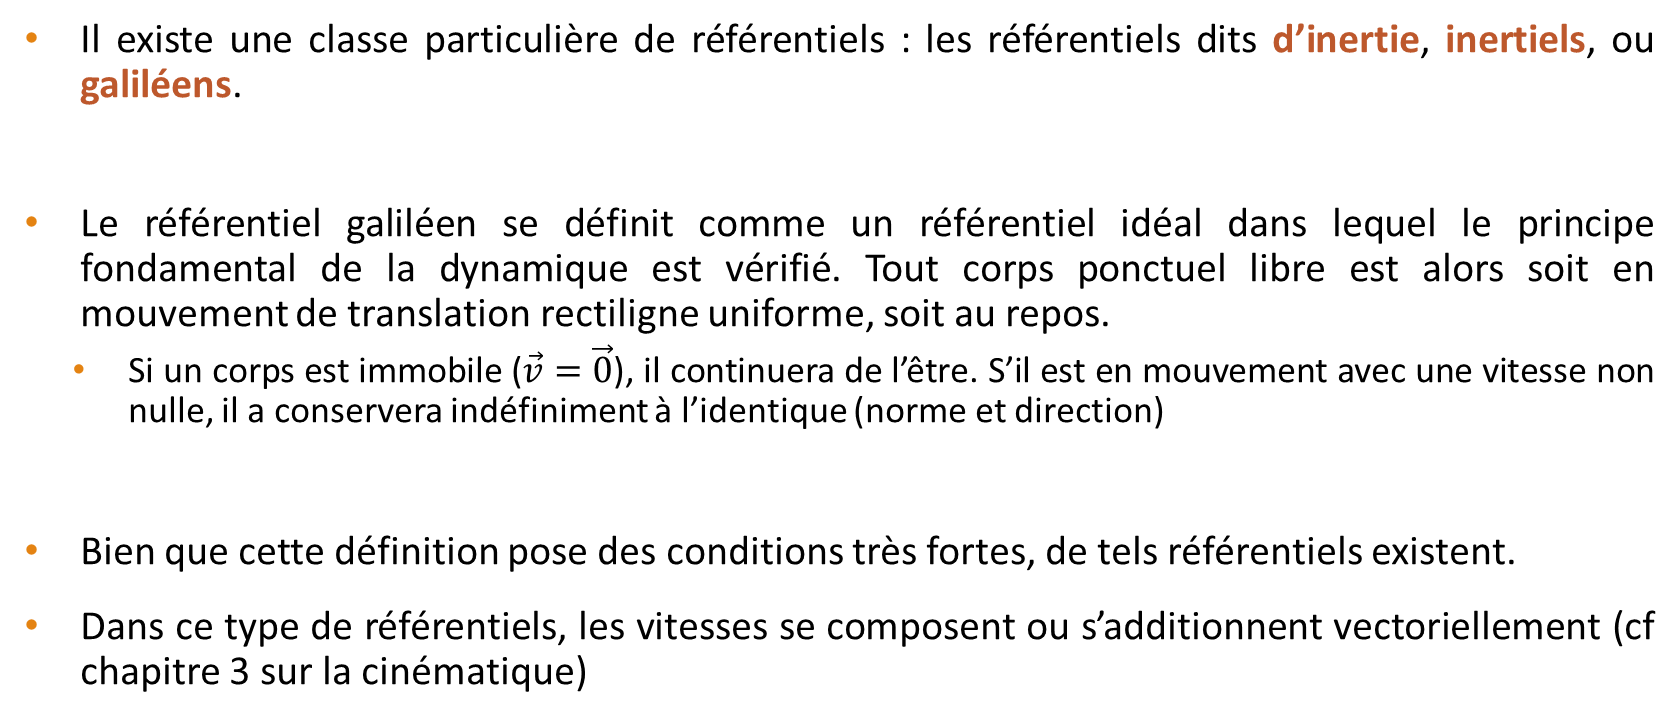 • Il existe une classe particulière de référentiels : les référentiels dits d’inertie, inertiels, ou
galiléens.
• Le référentiel galiléen se définit comme un référentiel idéal dans lequel le principe
fondamental de la dynamique est vérifié. Tout corps ponctuel libre est alors soit en
mouvement de translation rectiligne uniforme, soit au repos.
• Si un corps est immobile (\(\vec{v} = \vec{0}\)), il continuera de l’être. S’il est en mouvement avec une vitesse non
nulle, il a conservera indéfiniment à l’identique (norme et direction)
• Bien que cette définition pose des conditions très fortes, de tels référentiels existent.
• Dans ce type de référentiels, les vitesses se composent ou s’additionnent vectoriellement (cf
chapitre 3 sur la cinématique)